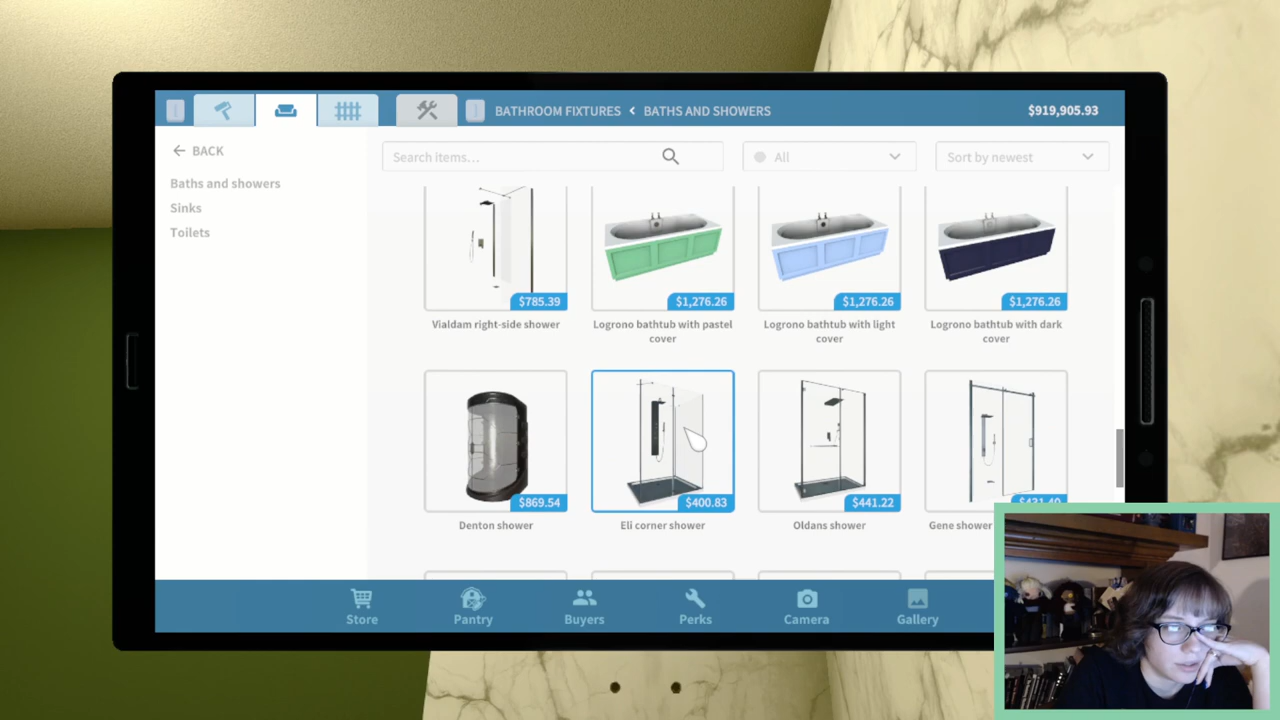 BATHROOM FIXTURES < BATHS AND SHOWERS
$919,905.93
BACK
Baths and showers
Sinks
Toilets
Search items...
All
Sort by newest
$785.39
$1,276.26
$1,276.26
$1,276.26
Vialdam right-side shower
Logrono bathtub with pastel
cover
Logrono bathtub with light
cover
Logrono bathtub with dark
cover
$869.54
$400.83
$441.22
Denton shower
Eli corner shower
Oldans shower
Gene shower
Store
Pantry
Buyers
Perks
Camera
Gallery